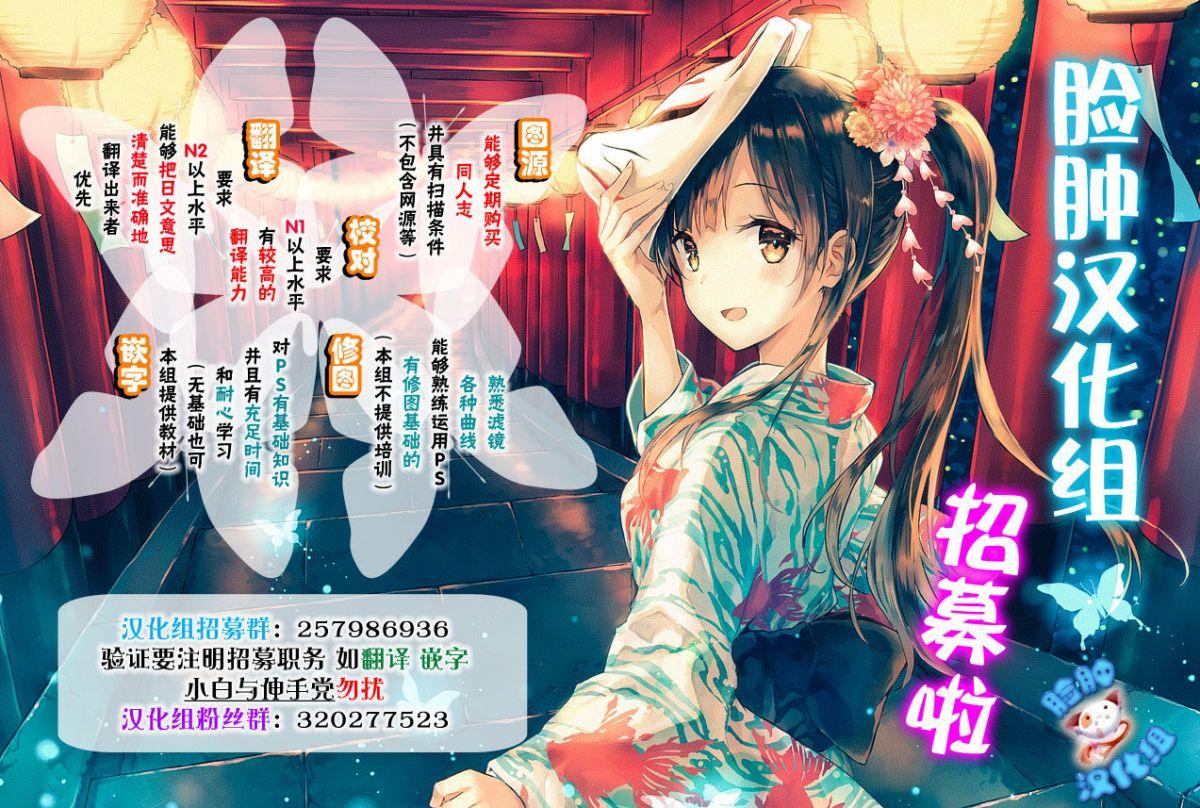 脸肿汉化组
招募啦
图源
能够定期购买
同人志
并具有扫描条件
（不包含网源等）
翻译
要求
N2以上水平
能够把日文意思
清楚而准确地
翻译出来者
优先
校对
要求
N1以上水平
有较高的
翻译能力
修图
熟悉滤镜
各种曲线
能够熟练运用PS
有修图基础的
（本组不提供培训）
嵌字
对PS有基础知识
并且有充足时间
和耐心学习
（无基础也可
本组提供教材）
汉化组招募群：257986936
验证要注明招募职务 如翻译 嵌字
小白与伸手党勿扰
汉化组粉丝群：320277523
脸肿
汉化组